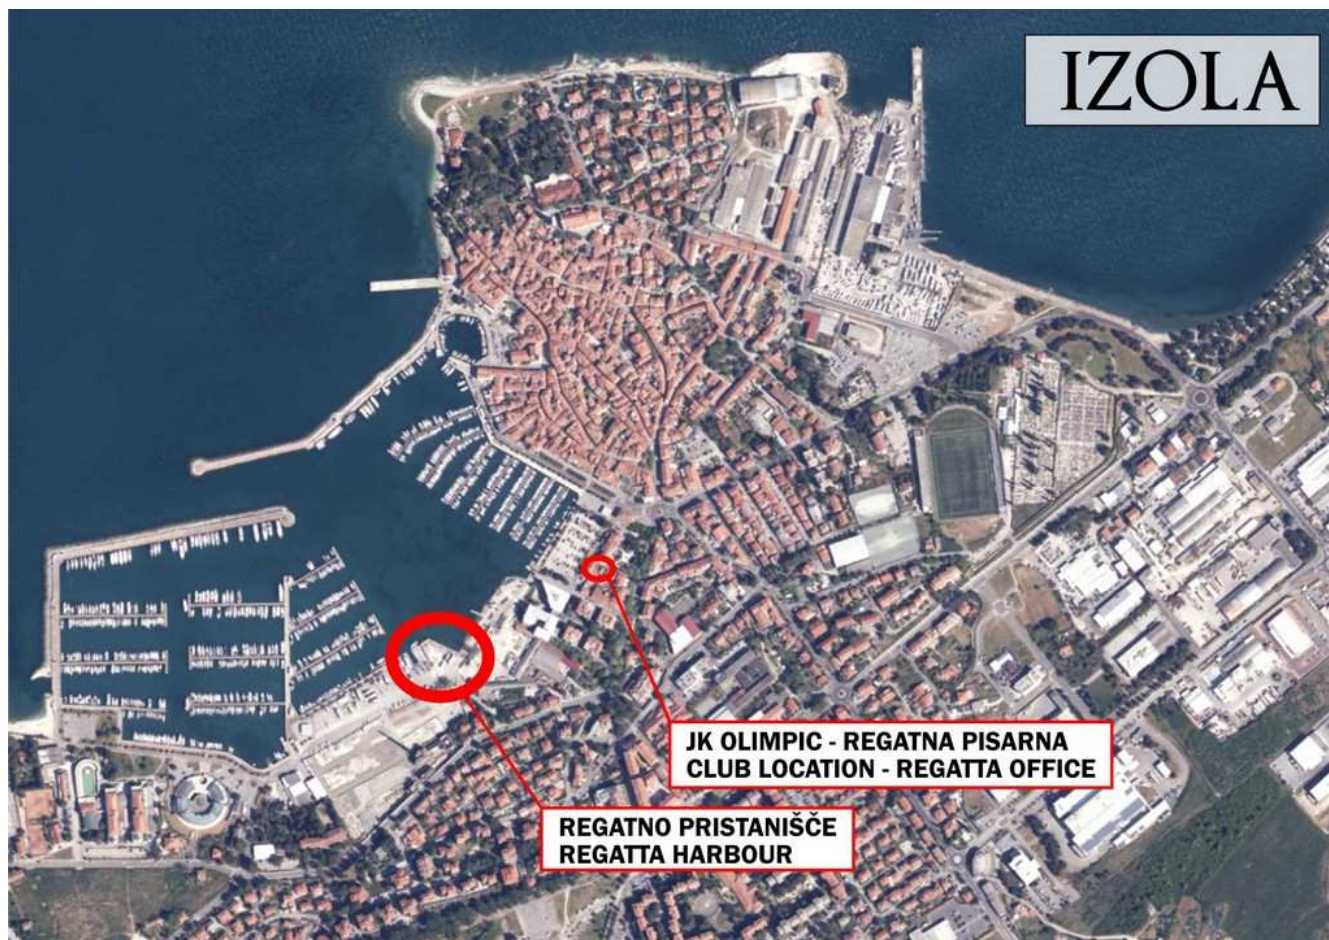 IZOLA
JK OLIMPIC - REGATNA PISARNA
CLUB LOCATION - REGATTA OFFICE
REGATNO PRISTANIŠČE
REGATTA HARBOUR